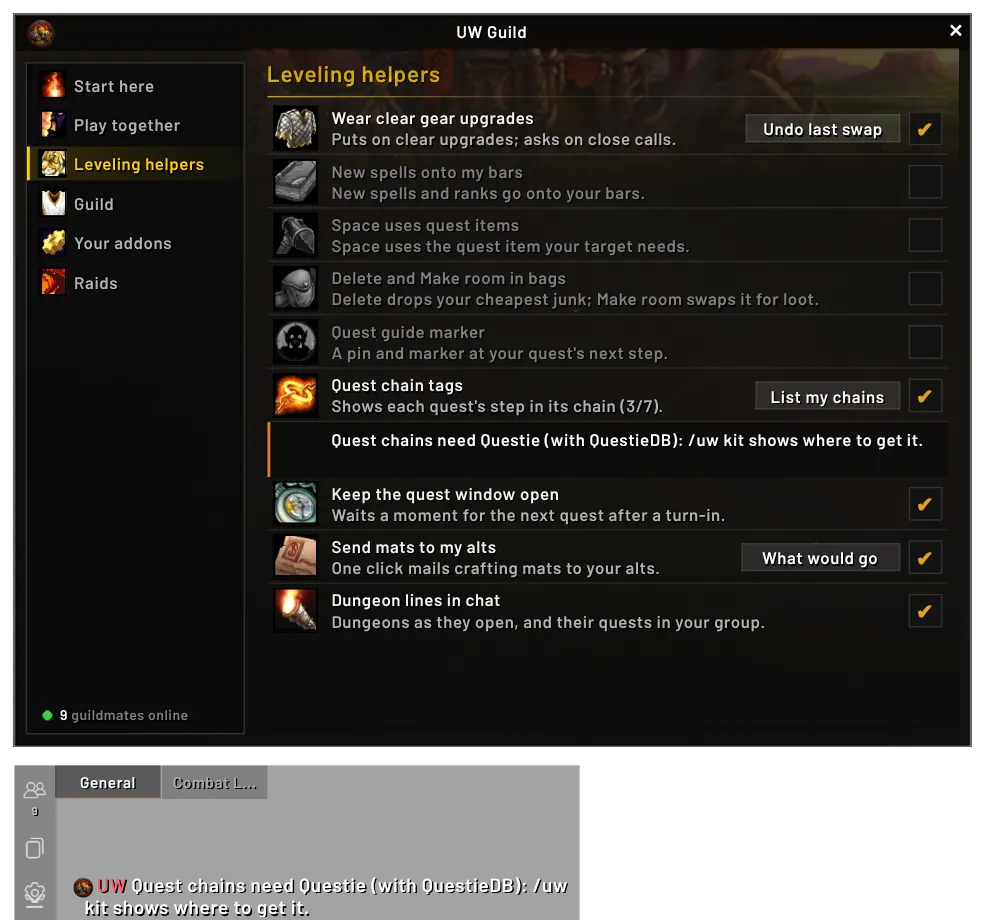 UW Guild
Start here
Play together
Leveling helpers
Guild
Your addons
Raids
9 guildmates online
Leveling helpers
Wear clear gear upgrades
Puts on clear upgrades; asks on close calls.
Undo last swap
New spells onto my bars
New spells and ranks go onto your bars.
Space uses quest items
Space uses the quest item your target needs.
Delete and Make room in bags
Delete drops your cheapest junk; Make room swaps it for loot.
Quest guide marker
A pin and marker at your quest's next step.
Quest chain tags
Shows each quest's step in its chain (3/7).
List my chains
Quest chains need Questie (with QuestieDB): /uw kit shows where to get it.
Keep the quest window open
Waits a moment for the next quest after a turn-in.
Send mats to my alts
One click mails crafting mats to your alts.
What would go
Dungeon lines in chat
Dungeons as they open, and their quests in your group.
General
Combat L...
9
UW Quest chains need Questie (with QuestieDB): /uw
kit shows where to get it.